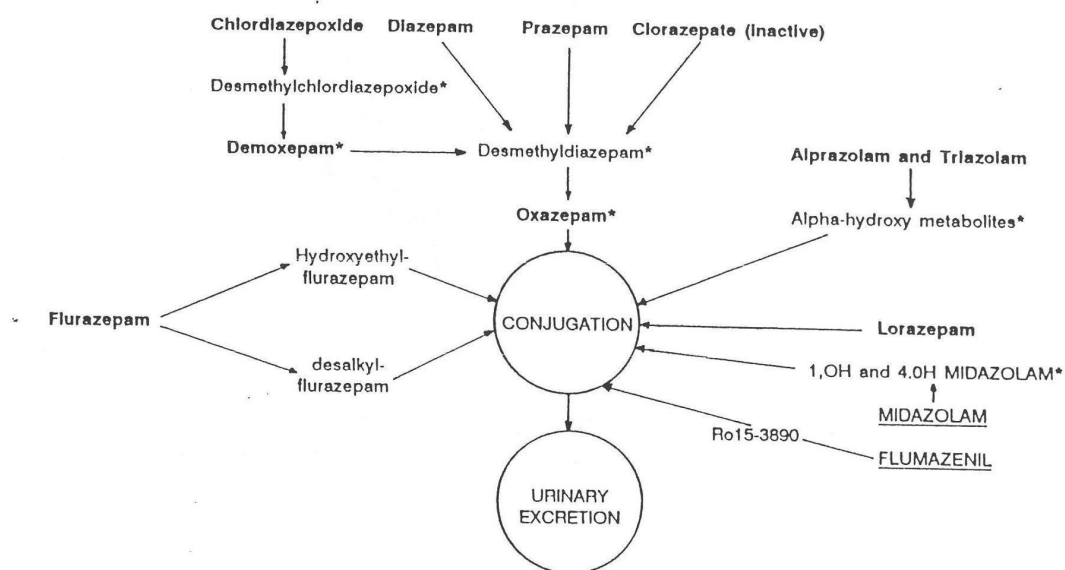 Chlordiazepoxide Diazepam Prazepam Clorazepate (inactive)
Desmethylchlordiazepoxide*
Demoxepam* Desmethyldiazepam*
Alprazolam and Triazolam
Oxazepam*
Alpha-hydroxy metabolites*
Hydroxyethyl-
flurazepam
Flurazepam
CONJUGATION
Lorazepam
desalkyl-
flurazepam
1,OH and 4.0H MIDAZOLAM*
MIDAZOLAM
Ro15-3890
FLUMAZENIL
URINARY
EXCRETION